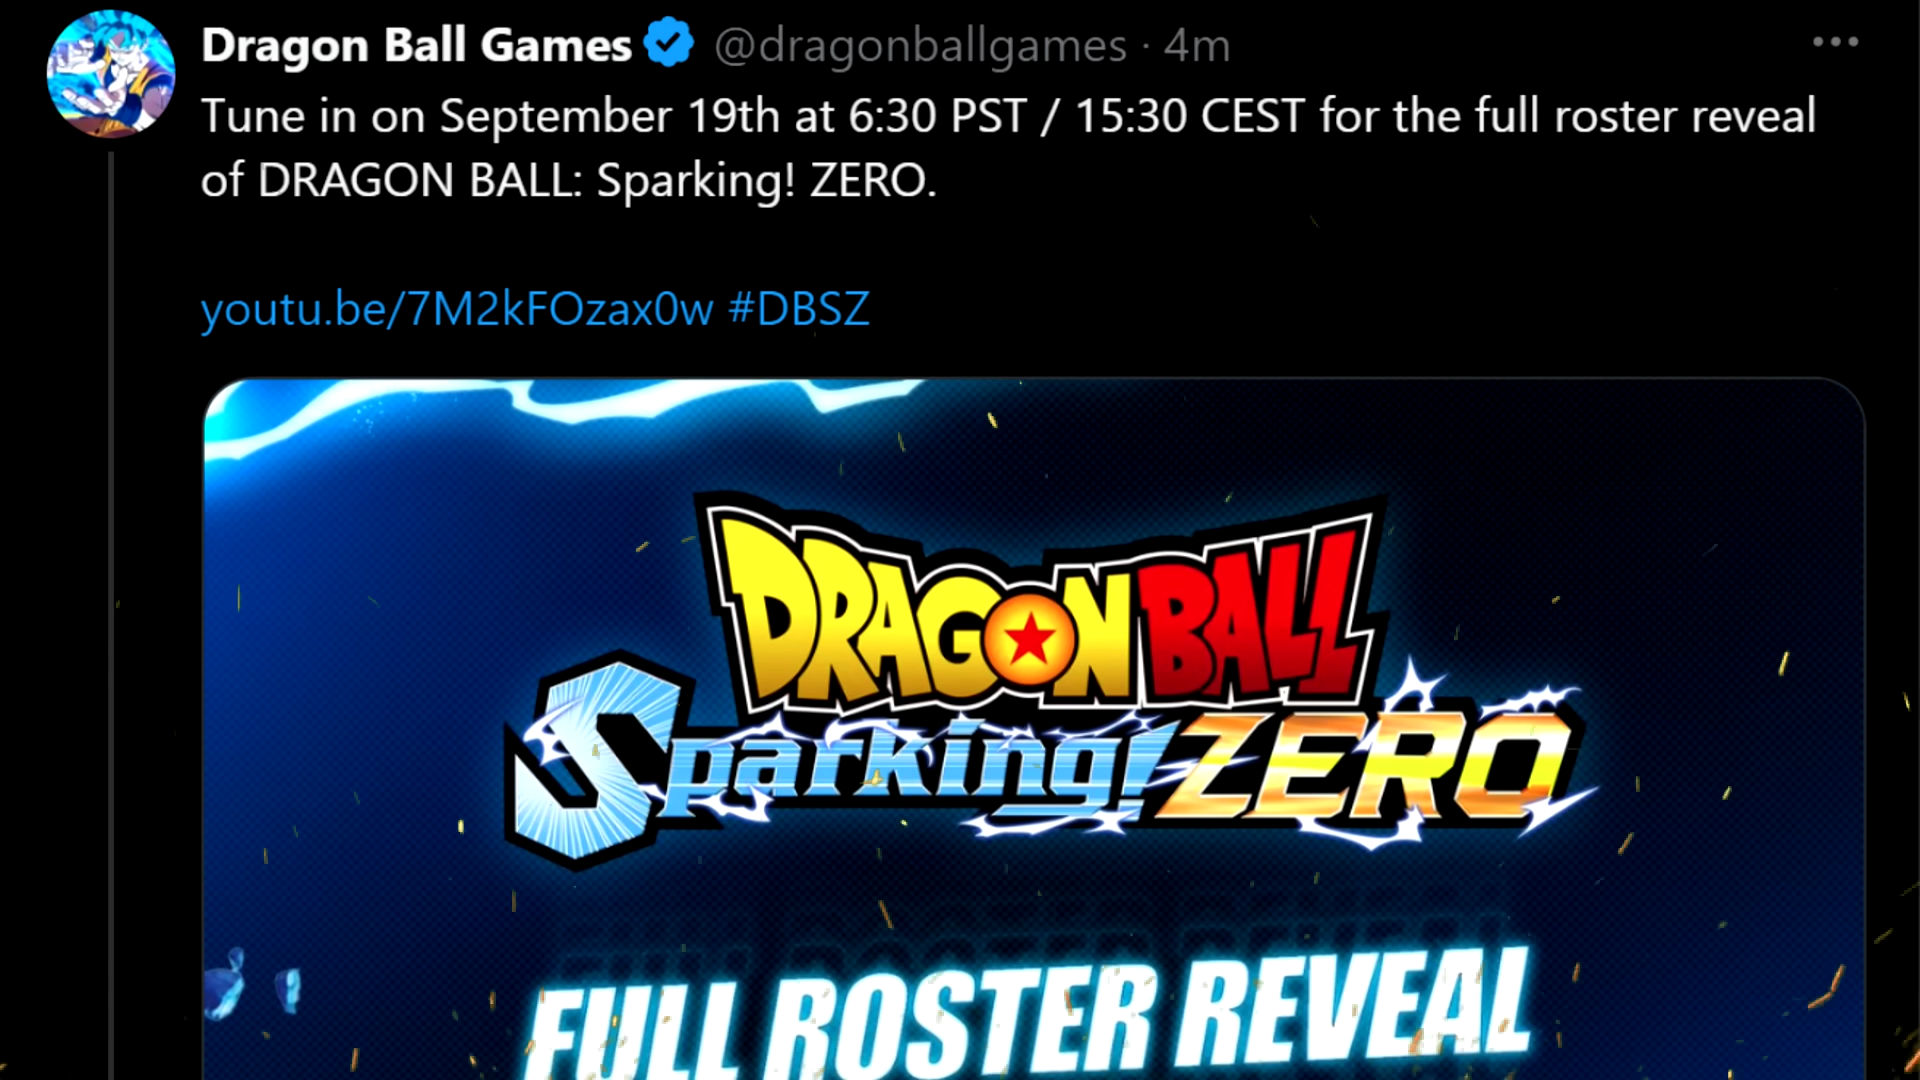 Dragon Ball Games @dragonballgames · 4m
Tune in on September 19th at 6:30 PST / 15:30 CEST for the full roster reveal
of DRAGON BALL: Sparking! ZERO.
youtu.be/7M2kFOzax0w #DBSZ
DRAGON BALL
Sparking! ZERO
FULL ROSTER REVEAL